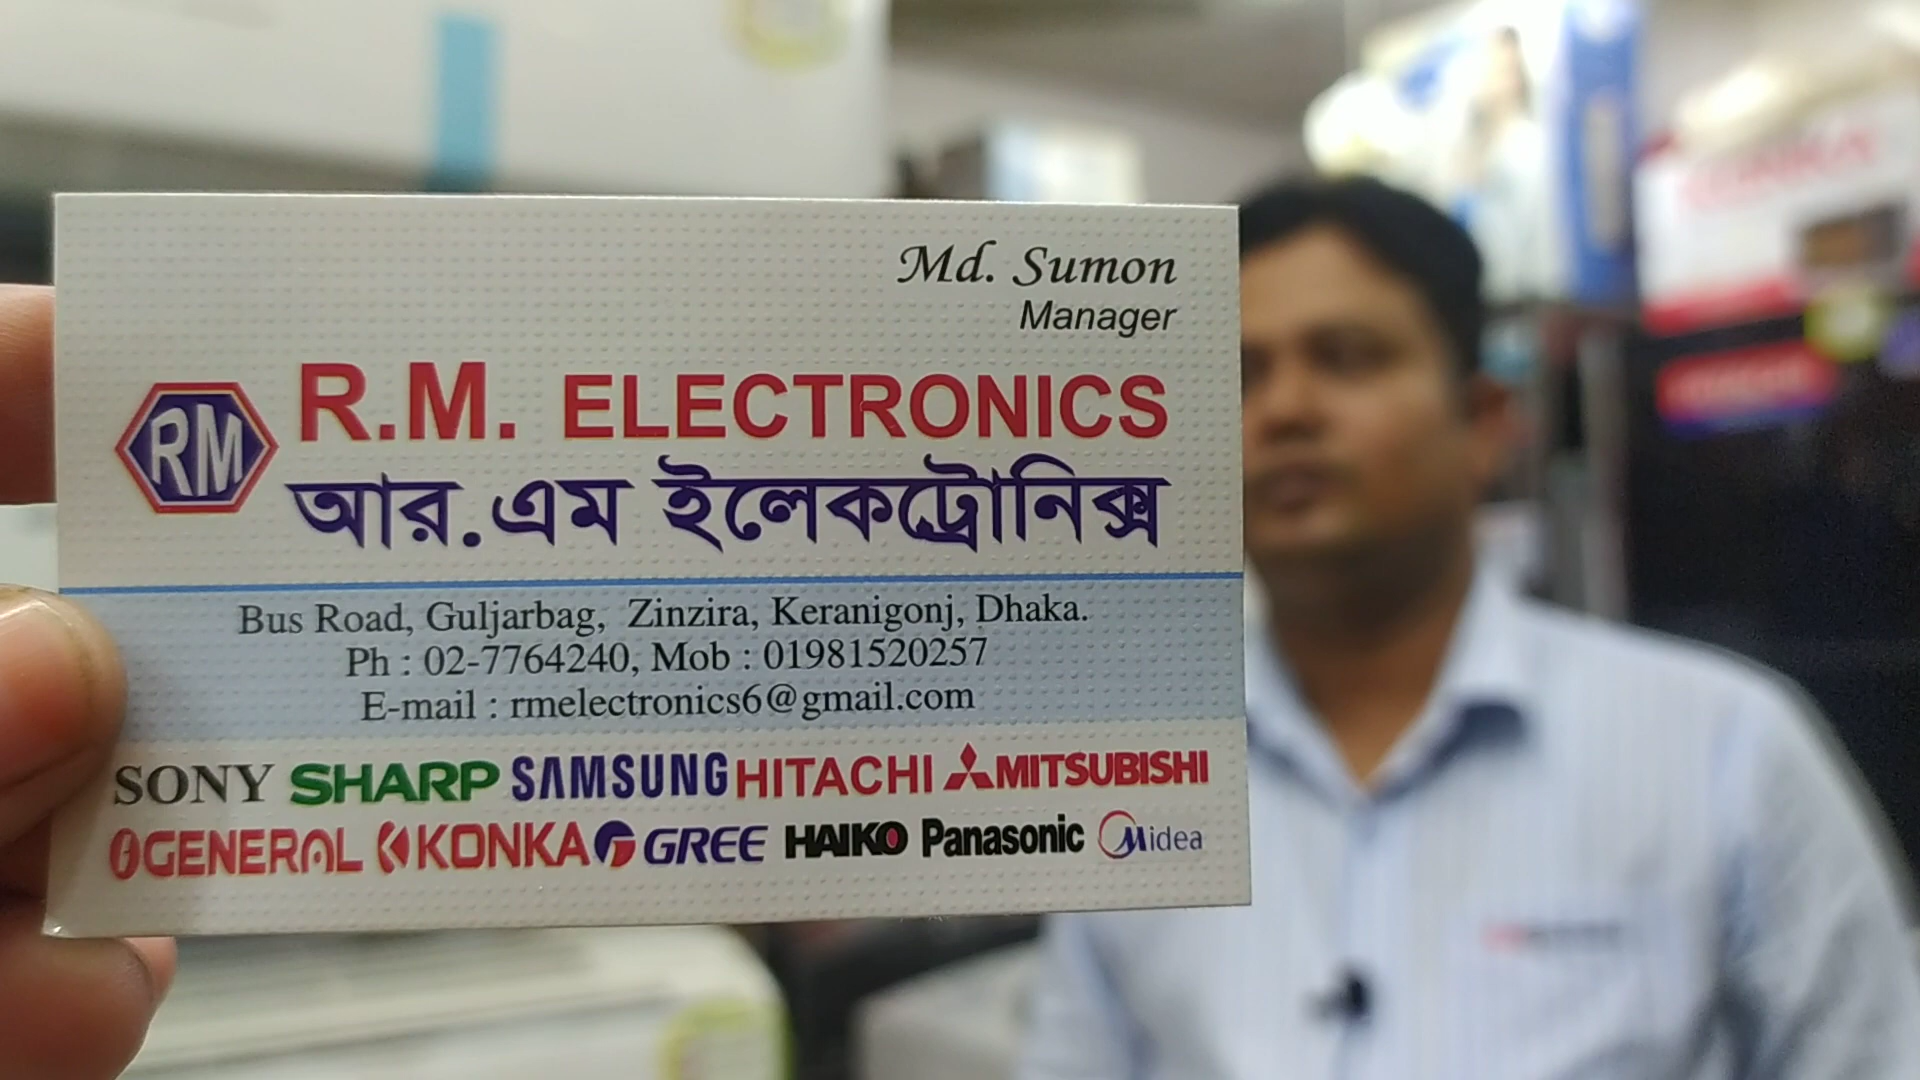 Md. Sumon
Manager
RM
R.M. ELECTRONICS
আর.এম ইলেকট্রোনিক্স
Bus Road, Guljarbag, Zinzira, Keranigonj, Dhaka.
Ph : 02-7764240, Mob : 01981520257
E-mail : rmelectronics6@gmail.com
SONY SHARP SAMSUNG HITACHI MITSUBISHI
GENERAL KONKA GREE HAIKO Panasonic Midea